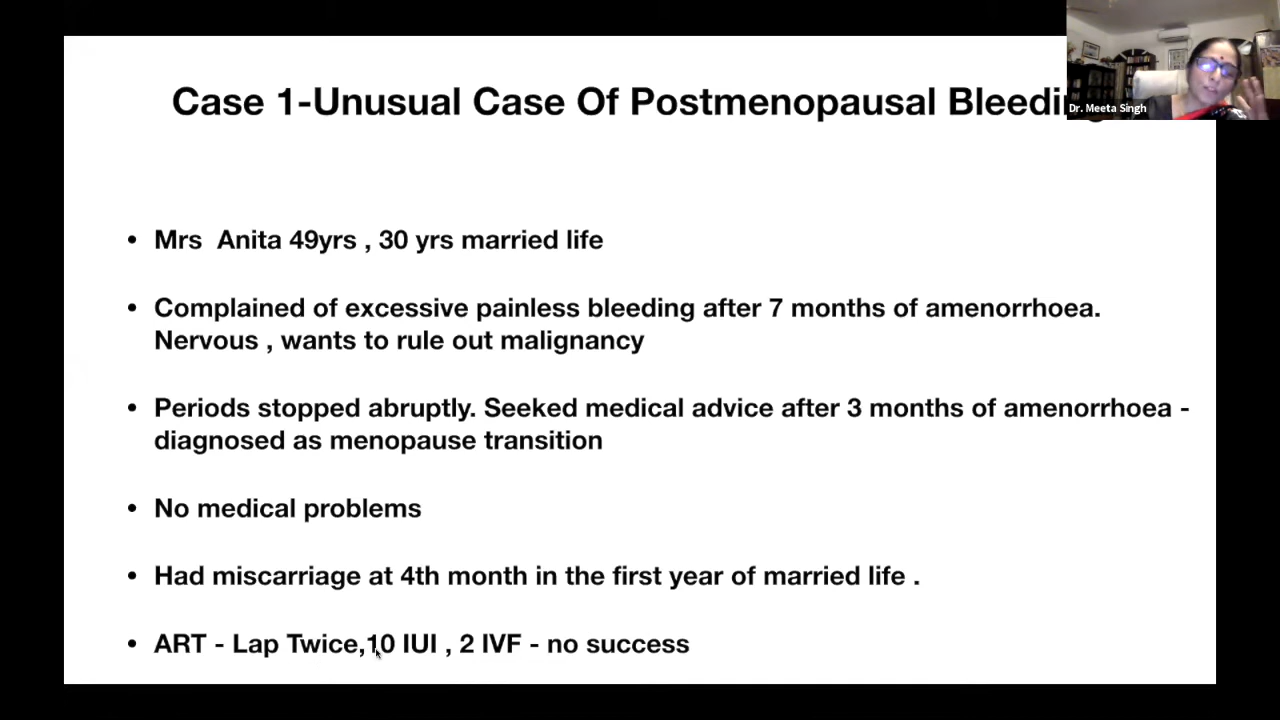 Case 1-Unusual Case Of Postmenopausal
Dr. Meeta Singh
• Mrs Anita 49yrs , 30 yrs married life
• Complained of excessive painless bleeding after 7 months of amenorrhoea.
Nervous , wants to rule out malignancy
• Periods stopped abruptly. Seeked medical advice after 3 months of amenorrhoea -
diagnosed as menopause transition
• No medical problems
• Had miscarriage at 4th month in the first year of married life .
• ART - Lap Twice,10 IUI , 2 IVF - no success